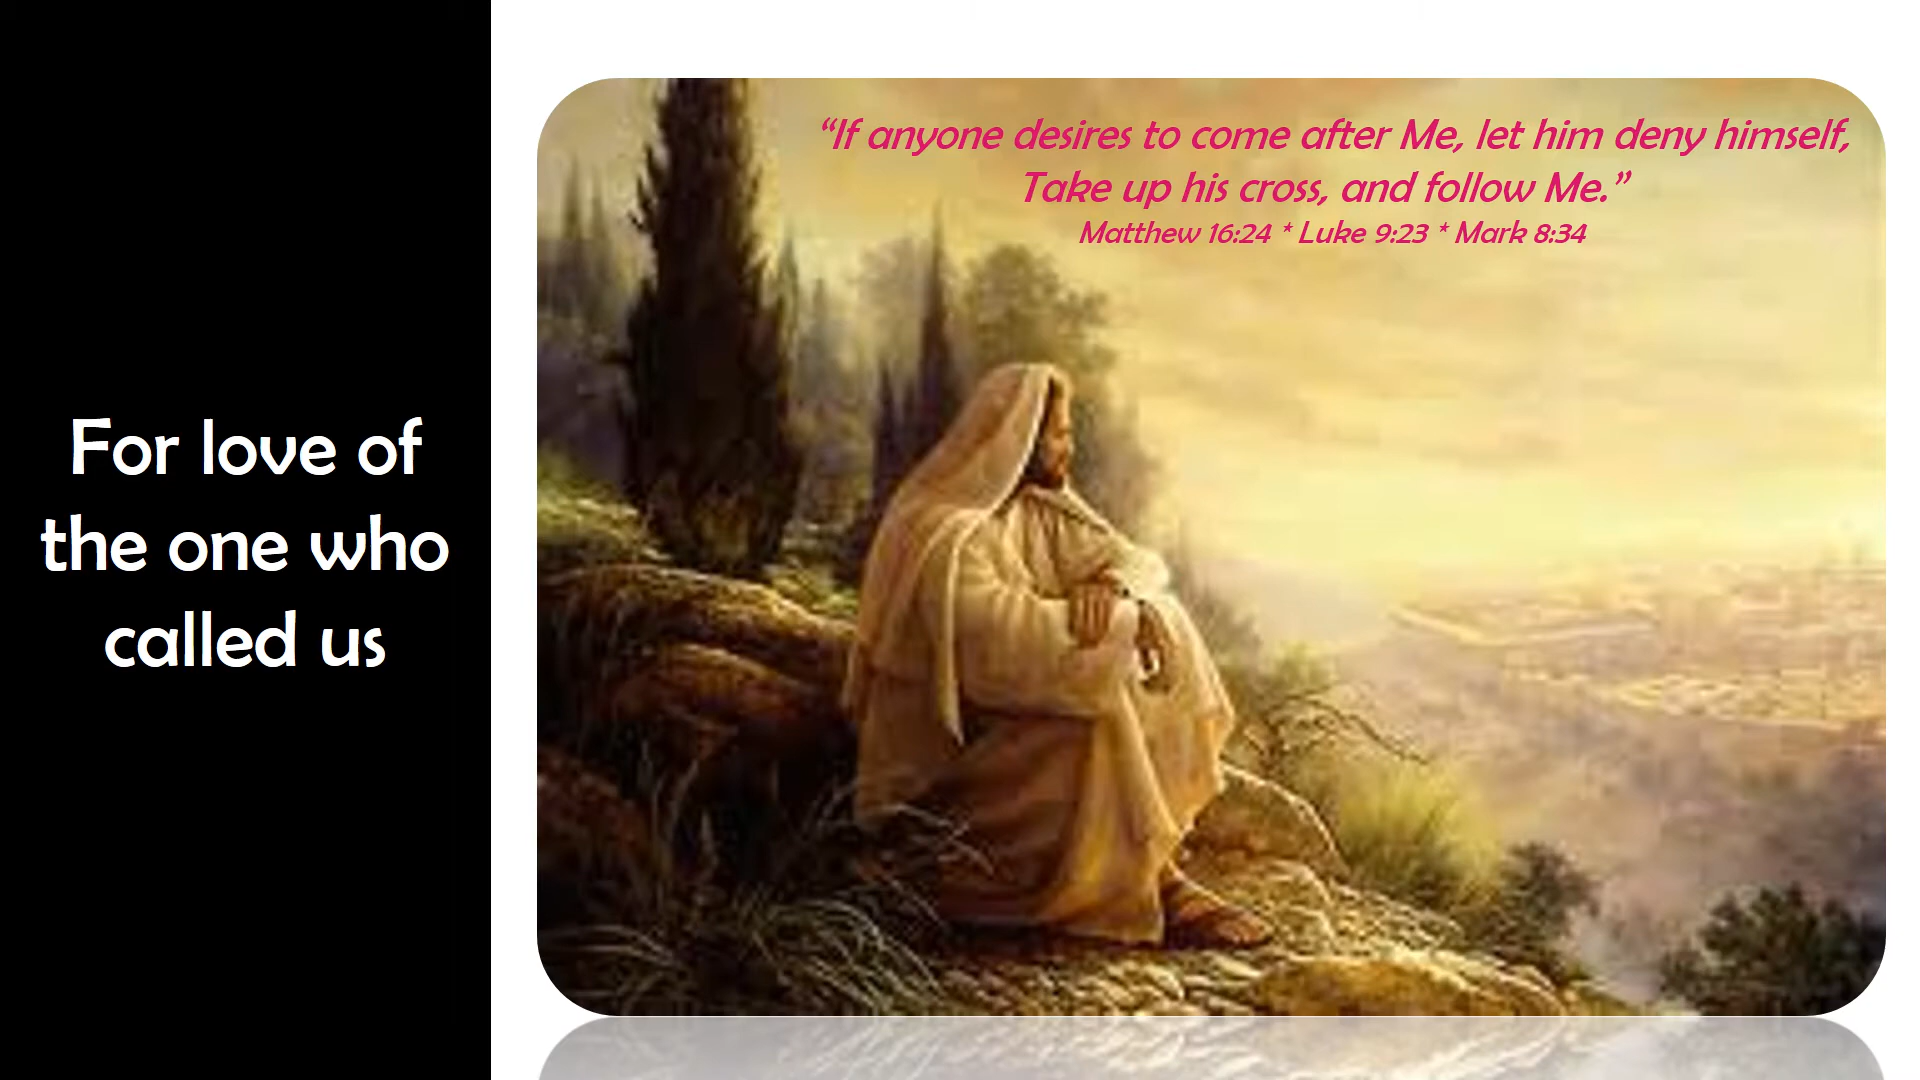 For love of
the one who
called us
“If anyone desires to come after Me, let him deny himself,
Take up his cross, and follow Me.”
Matthew 16:24 * Luke 9:23 * Mark 8:34